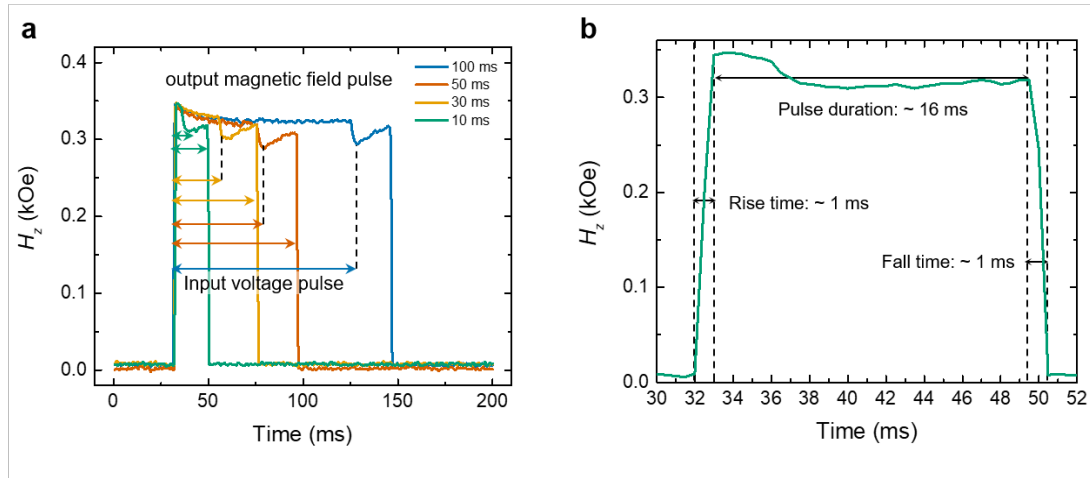 a
output magnetic field pulse
100 ms
50 ms
30 ms
10 ms
Input voltage pulse
0.4
0.3
0.2
0.1
0.0
H_z (kOe)
0
50
100
150
200
Time (ms)
b
Pulse duration: ~ 16 ms
Rise time: ~ 1 ms
Fall time: ~ 1 ms
0.3
0.2
0.1
0.0
H_z (kOe)
30 32 34 36 38 40 42 44 46 48 50 52
Time (ms)